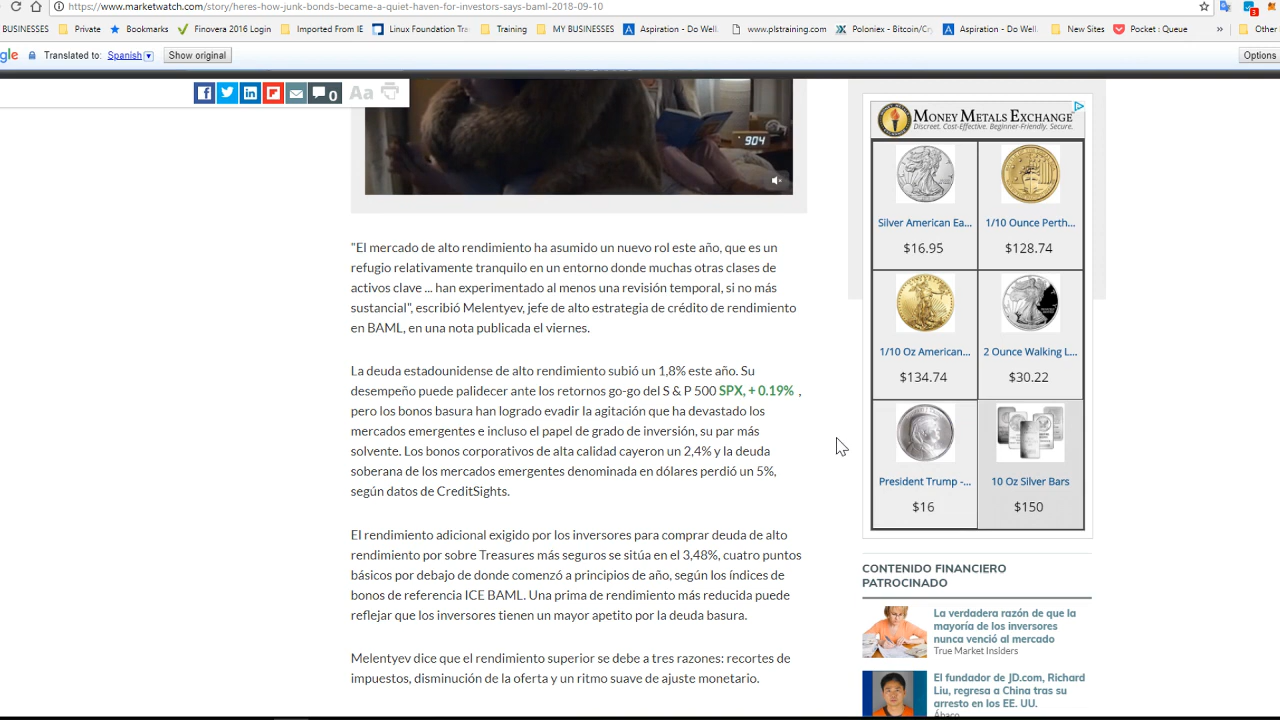 https://www.marketwatch.com/story/heres-how-junk-bonds-became-a-quiet-haven-for-investors-says-baml-2018-09-10
BUSINESSES Private Bookmarks Finovera 2016 Login Imported From IE Linux Foundation Tra Training MY BUSINESSES Aspiration - Do Well. www.plstraining.com Poloniex - Bitcoin/Cry Aspiration - Do Well. New Sites Pocket : Queue » Other
gle Translated to: Spanish Show original Options
0 Aa
904
"El mercado de alto rendimiento ha asumido un nuevo rol este año, que es un
refugio relativamente tranquilo en un entorno donde muchas otras clases de
activos clave ... han experimentado al menos una revisión temporal, si no más
sustancial", escribió Melentyev, jefe de alto estrategia de crédito de rendimiento
en BAML, en una nota publicada el viernes.
La deuda estadounidense de alto rendimiento subió un 1,8% este año. Su
desempeño puede palidecer ante los retornos go-go del S & P 500 SPX, + 0.19% ,
pero los bonos basura han logrado evadir la agitación que ha devastado los
mercados emergentes e incluso el papel de grado de inversión, su par más
solvente. Los bonos corporativos de alta calidad cayeron un 2,4% y la deuda
soberana de los mercados emergentes denominada en dólares perdió un 5%,
según datos de CreditSights.
El rendimiento adicional exigido por los inversores para comprar deuda de alto
rendimiento por sobre Treasures más seguros se sitúa en el 3,48%, cuatro puntos
básicos por debajo de donde comenzó a principios de año, según los índices de
bonos de referencia ICE BAML. Una prima de rendimiento más reducida puede
reflejar que los inversores tienen un mayor apetito por la deuda basura.
Melentyev dice que el rendimiento superior se debe a tres razones: recortes de
impuestos, disminución de la oferta y un ritmo suave de ajuste monetario.
MONEY METALS EXCHANGE
Discreet. Cost-Effective. Beginner-Friendly. Secure.
Silver American Ea... 1/10 Ounce Perth...
$16.95 $128.74
1/10 Oz American... 2 Ounce Walking L...
$134.74 $30.22
President Trump -... 10 Oz Silver Bars
$16 $150
CONTENIDO FINANCIERO
PATROCINADO
La verdadera razón de que la
mayoría de los inversores
nunca venció al mercado
True Market Insiders
El fundador de JD.com, Richard
Liu, regresa a China tras su
arresto en los EE. UU.
Ábaco